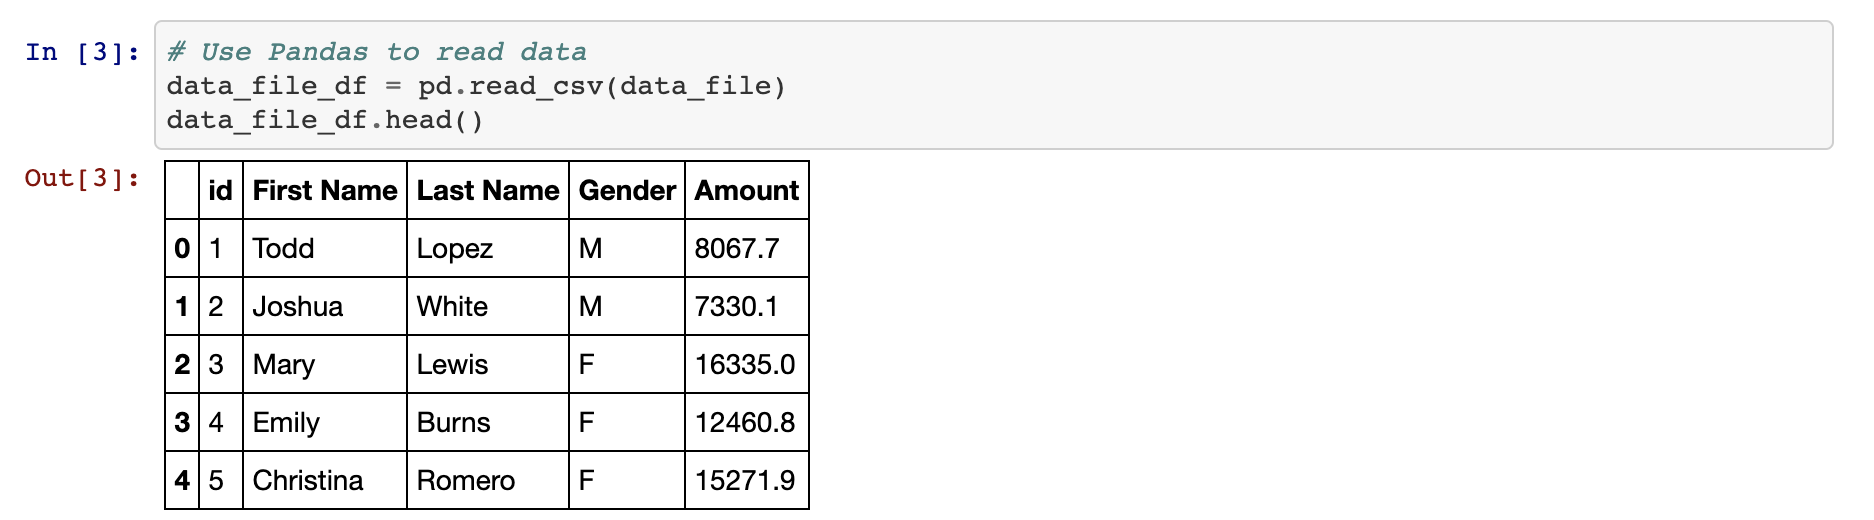 In [3]: # Use Pandas to read data
data_file_df = pd.read_csv(data_file)
data_file_df.head()
Out[3]:
id First Name Last Name Gender Amount
0 1 Todd Lopez M 8067.7
1 2 Joshua White M 7330.1
2 3 Mary Lewis F 16335.0
3 4 Emily Burns F 12460.8
4 5 Christina Romero F 15271.9